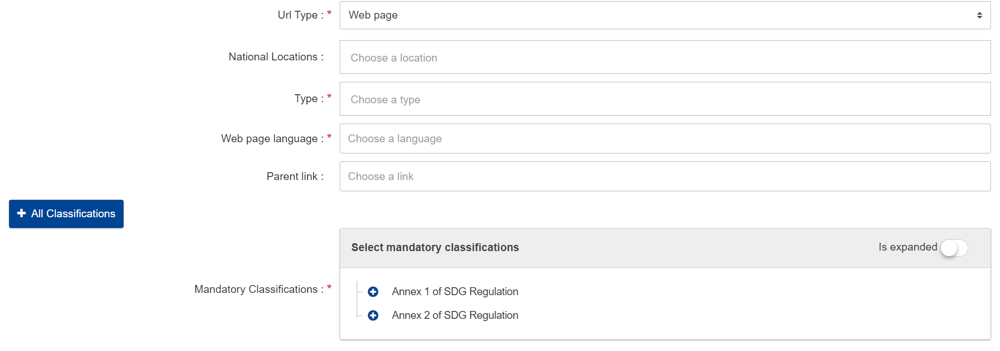 Url Type : * Web page
National Locations : Choose a location
Type : * Choose a type
Web page language : * Choose a language
Parent link : Choose a link
All Classifications
Select mandatory classifications Is expanded
Mandatory Classifications : *
Annex 1 of SDG Regulation
Annex 2 of SDG Regulation